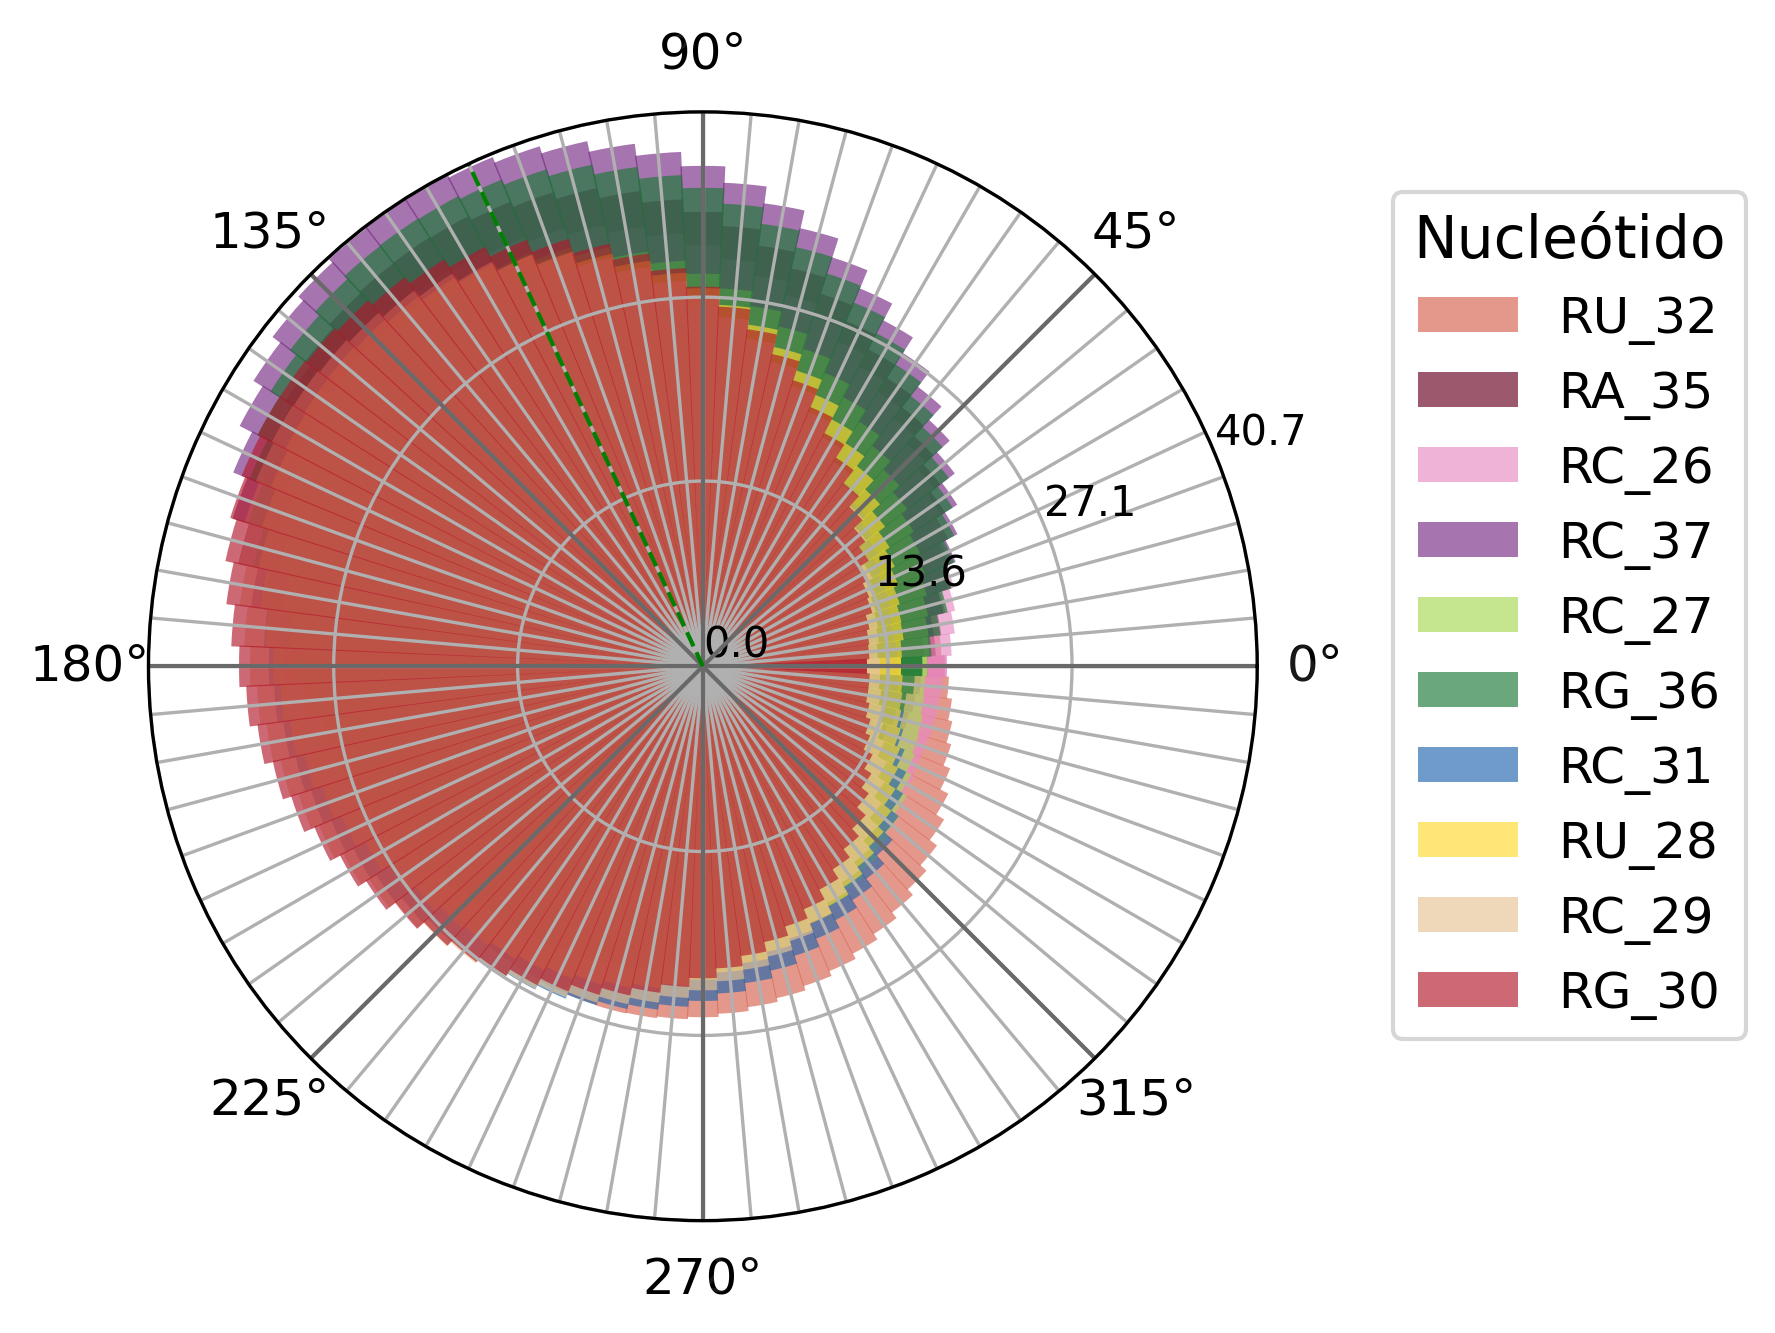 90°
135°
45°
40.7
27.1
13.6
0.0
180°
0°
225°
315°
270°
Nucleótido
RU_32
RA_35
RC_26
RC_37
RC_27
RG_36
RC_31
RU_28
RC_29
RG_30